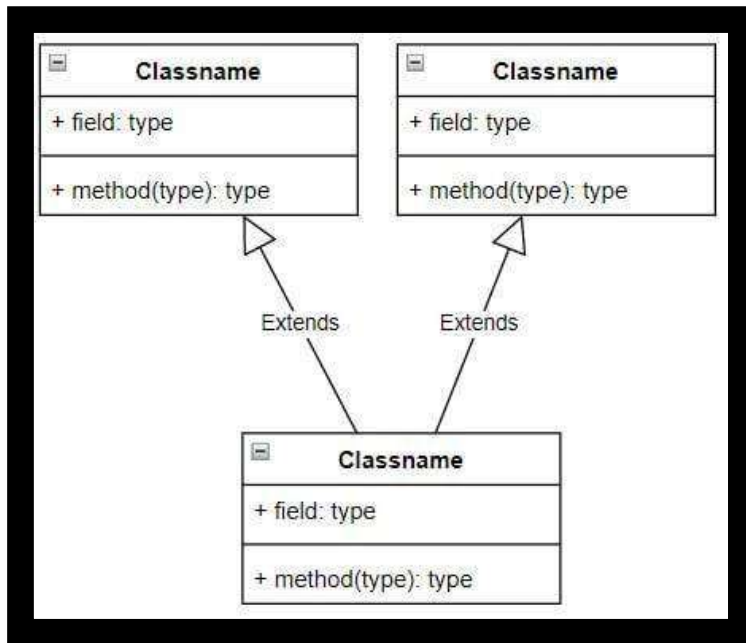 Classname
+ field: type
+ method(type): type
Classname
+ field: type
+ method(type): type
Extends
Extends
Classname
+ field: type
+ method(type): type